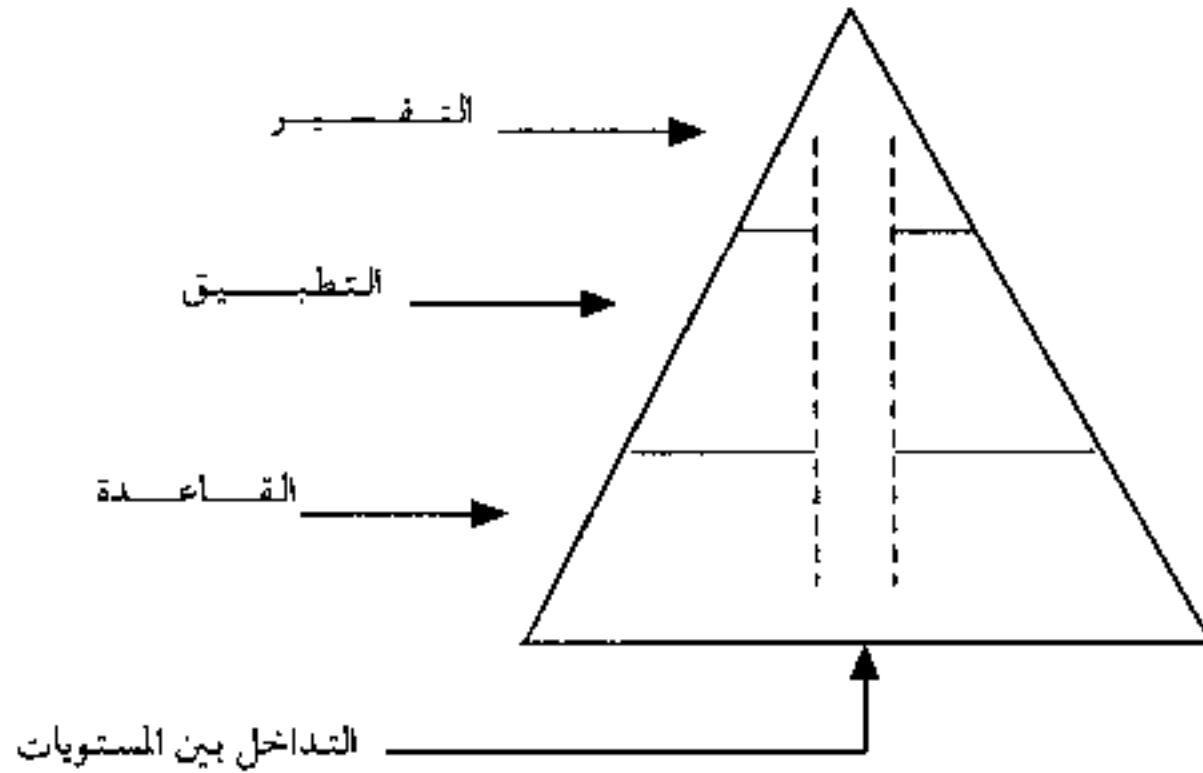 التفسير
التطبيق
القاعدة
التداخل بين المستويات